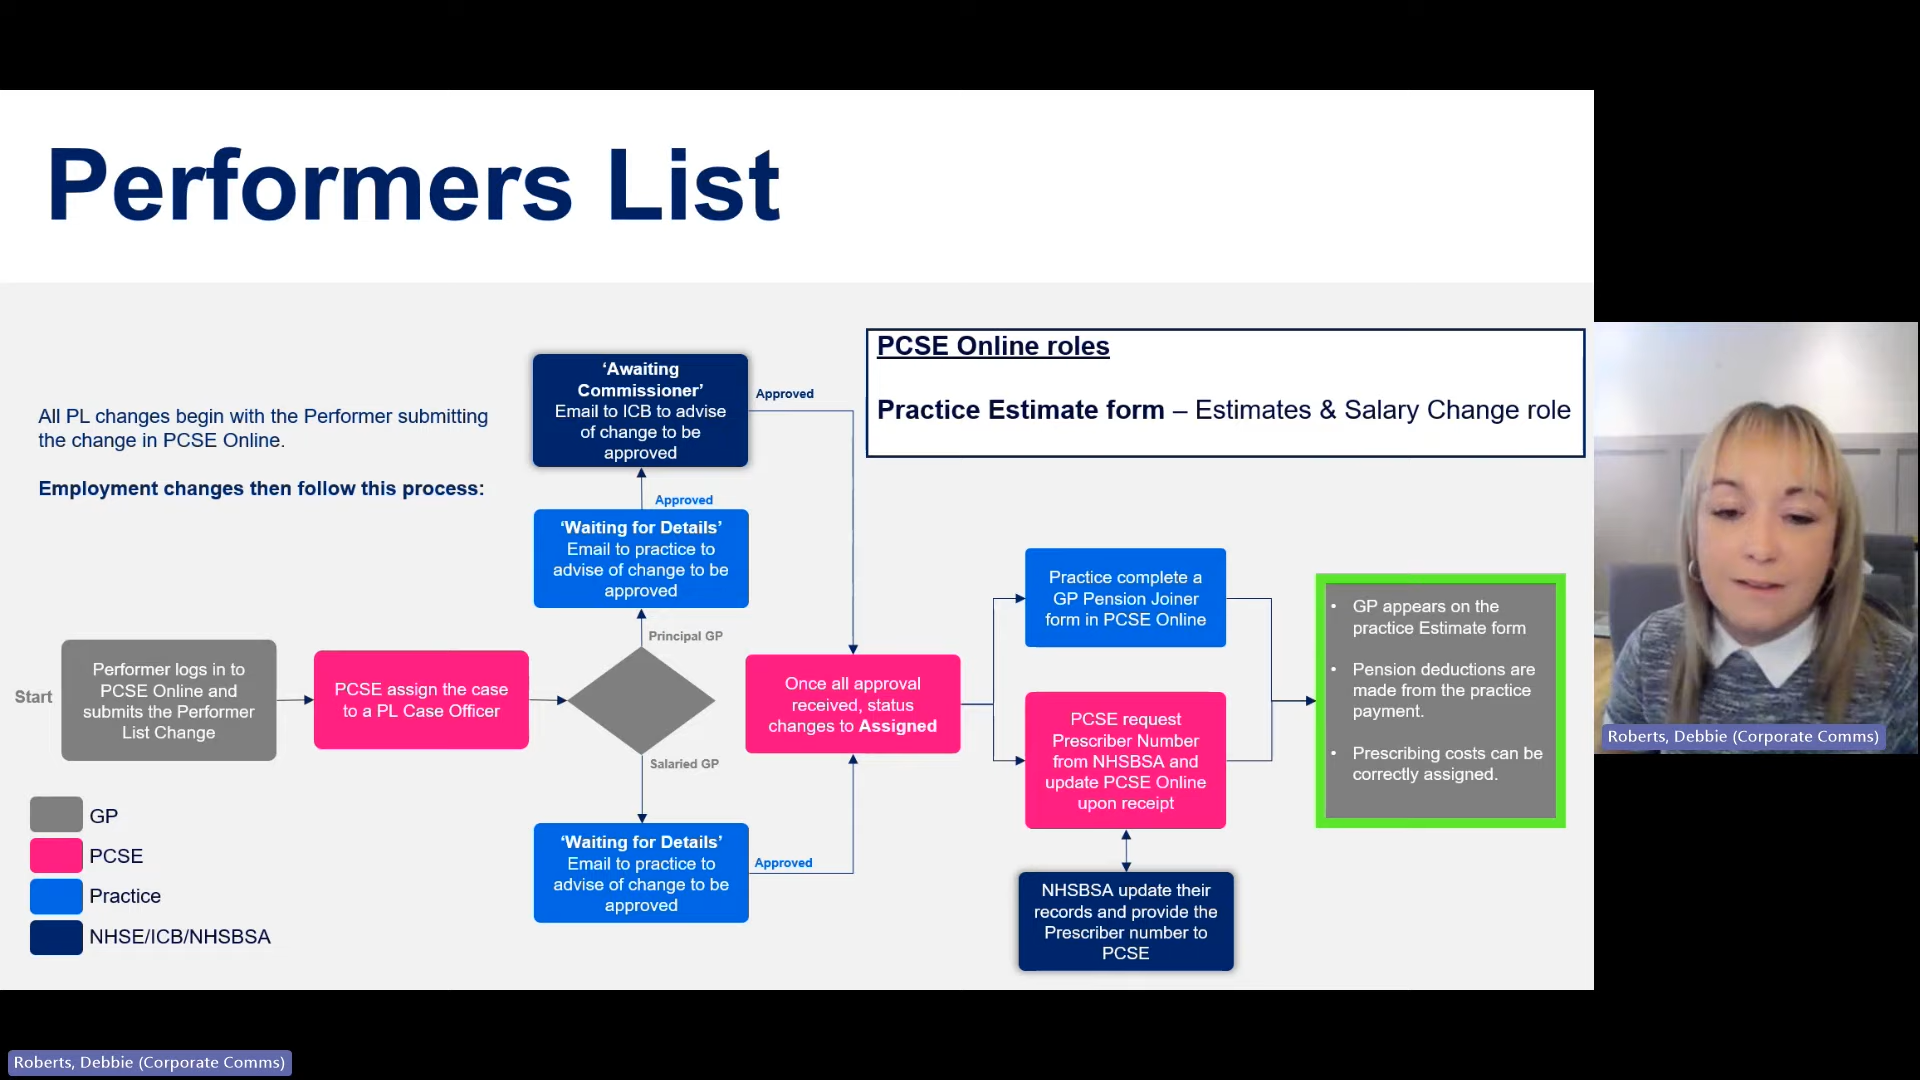 Performers List
All PL changes begin with the Performer submitting
the change in PCSE Online.
Employment changes then follow this process:
Start
Performer logs in to
PCSE Online and
submits the Performer
List Change
PCSE assign the case
to a PL Case Officer
Principal GP
Salaried GP
‘Waiting for Details’
Email to practice to
advise of change to be
approved
Approved
‘Awaiting
Commissioner’
Email to ICB to advise
of change to be
approved
Approved
‘Waiting for Details’
Email to practice to
advise of change to be
approved
Approved
Once all approval
received, status
changes to Assigned
PCSE Online roles
Practice Estimate form – Estimates & Salary Change role
Practice complete a
GP Pension Joiner
form in PCSE Online
PCSE request
Prescriber Number
from NHSBSA and
update PCSE Online
upon receipt
NHSBSA update their
records and provide the
Prescriber number to
PCSE
• GP appears on the
practice Estimate form
• Pension deductions are
made from the practice
payment.
• Prescribing costs can be
correctly assigned.
GP
PCSE
Practice
NHSE/ICB/NHSBSA
Roberts, Debbie (Corporate Comms)
Roberts, Debbie (Corporate Comms)